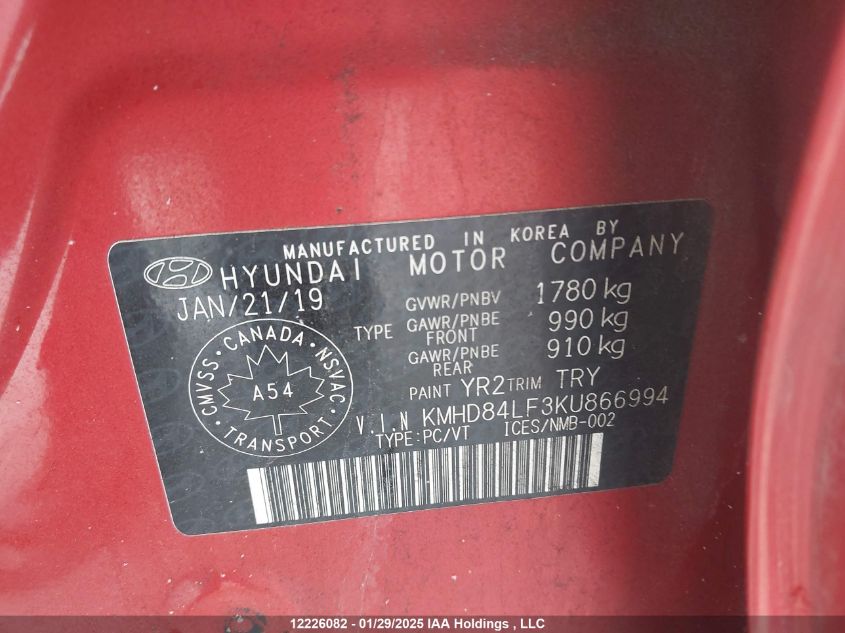 MANUFACTURED IN KOREA BY
HYUNDAI MOTOR COMPANY
JAN/21/19
GVWR/PNBV 1780 kg
TYPE GAWR/PNBE FRONT 990 kg
GAWR/PNBE REAR 910 kg
PAINT YR2 TRIM TRY
CMVSS · CANADA · NSVAC · TRANSPORT ·
A54
V.I.N KMHD84LF3KU866994
TYPE:PC/VT ICES/NMB-002
12226082 - 01/29/2025 IAA Holdings , LLC